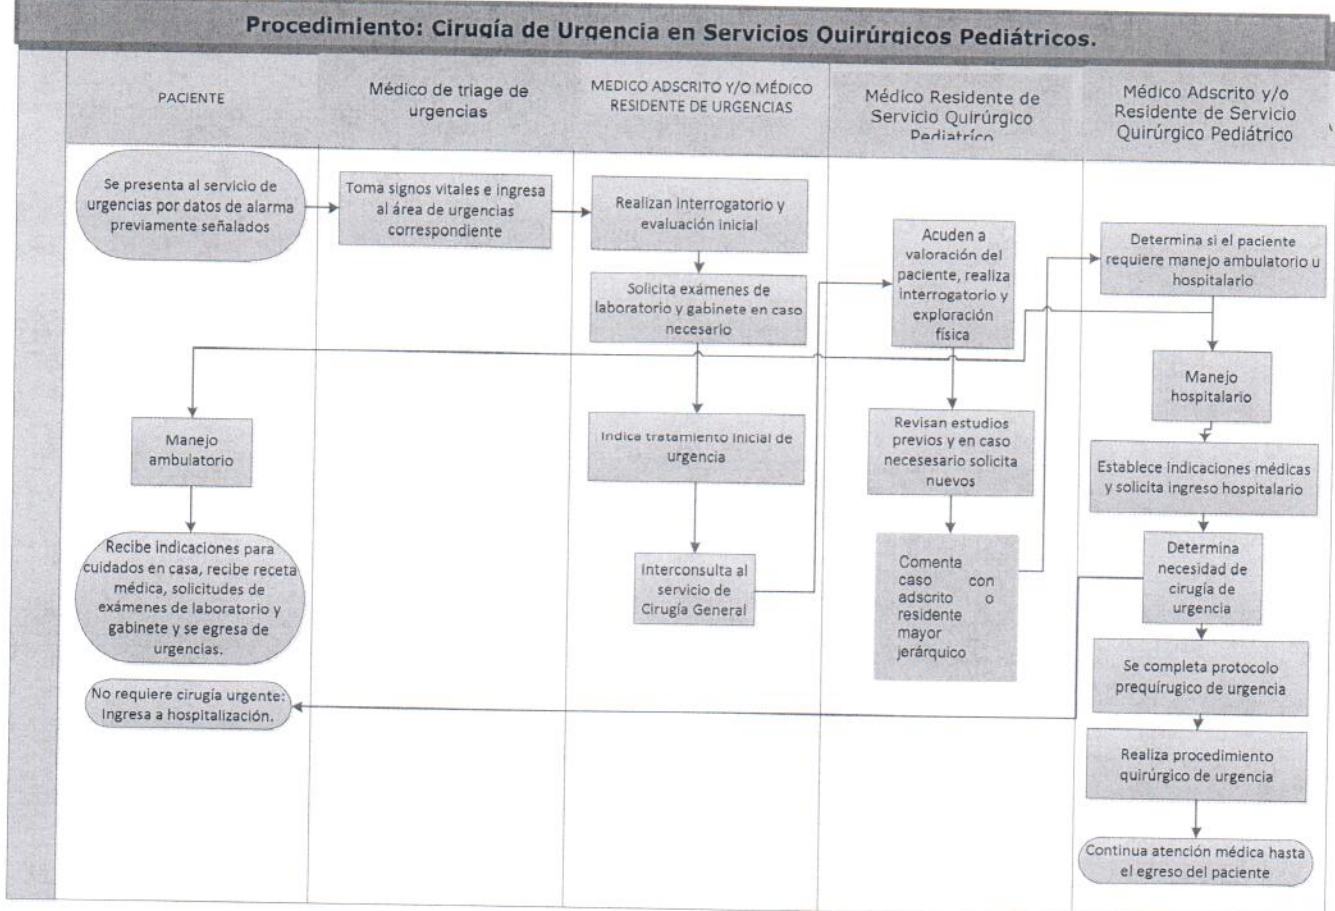 Procedimiento: Cirugía de Urgencia en Servicios Quirúrgicos Pediátricos.
PACIENTE
Médico de triage de
urgencias
MEDICO ADSCRITO Y/O MÉDICO
RESIDENTE DE URGENCIAS
Médico Residente de
Servicio Quirúrgico
Pediatríco
Médico Adscrito y/o
Residente de Servicio
Quirúrgico Pediátrico
Se presenta al servicio de
urgencias por datos de alarma
previamente señalados
Toma signos vitales e ingresa
al área de urgencias
correspondiente
Realizan interrogatorio y
evaluación inicial
Solicita exámenes de
laboratorio y gabinete en caso
necesario
Indica tratamiento inicial de
urgencia
Interconsulta al
servicio de
Cirugía General
Acuden a
valoración del
paciente, realiza
interrogatorio y
exploración
física
Revisan estudios
previos y en caso
necesesario solicita
nuevos
Comenta
caso con
adscrito o
residente
mayor
jerárquico
Determina si el paciente
requiere manejo ambulatorio u
hospitalario
Manejo
hospitalario
Establece indicaciones médicas
y solicita ingreso hospitalario
Determina
necesidad de
cirugía de
urgencia
Se completa protocolo
prequírugico de urgencia
Realiza procedimiento
quirúrgico de urgencia
Continua atención médica hasta
el egreso del paciente
Manejo
ambulatorio
Recibe indicaciones para
cuidados en casa, recibe receta
médica, solicitudes de
exámenes de laboratorio y
gabinete y se egresa de
urgencias.
No requiere cirugía urgente:
Ingresa a hospitalización.